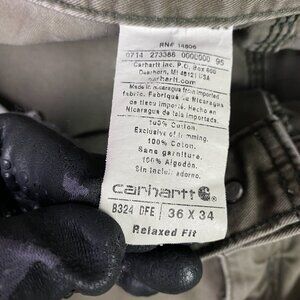 RN# 14806
0714 273386 0000000 95
Carhartt Inc. P.O. Box 600
Dearborn, MI 48121 USA
carhartt.com
Made in Nicaragua from imported
fabric. Fabriqué au Nicaragua
de tissu importé. Hecho en
Nicaragua de tela importada.
100% Cotton.
Exclusive of trimming.
100% Coton.
Sans garniture.
100% Algodón.
Sin incluir adorno.
carhartt
B324 DFE 36 X 34
Relaxed Fit